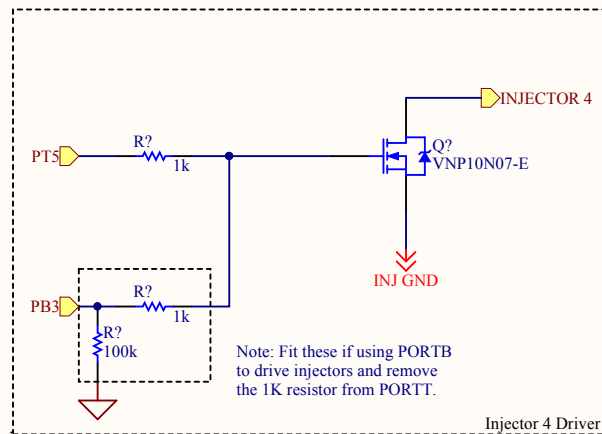 INJECTOR 4
PT5
R?
1k
Q?
VNP10N07-E
INJ GND
PB3
R?
1k
R?
100k
Note: Fit these if using PORTB
to drive injectors and remove
the 1K resistor from PORTT.
Injector 4 Driver